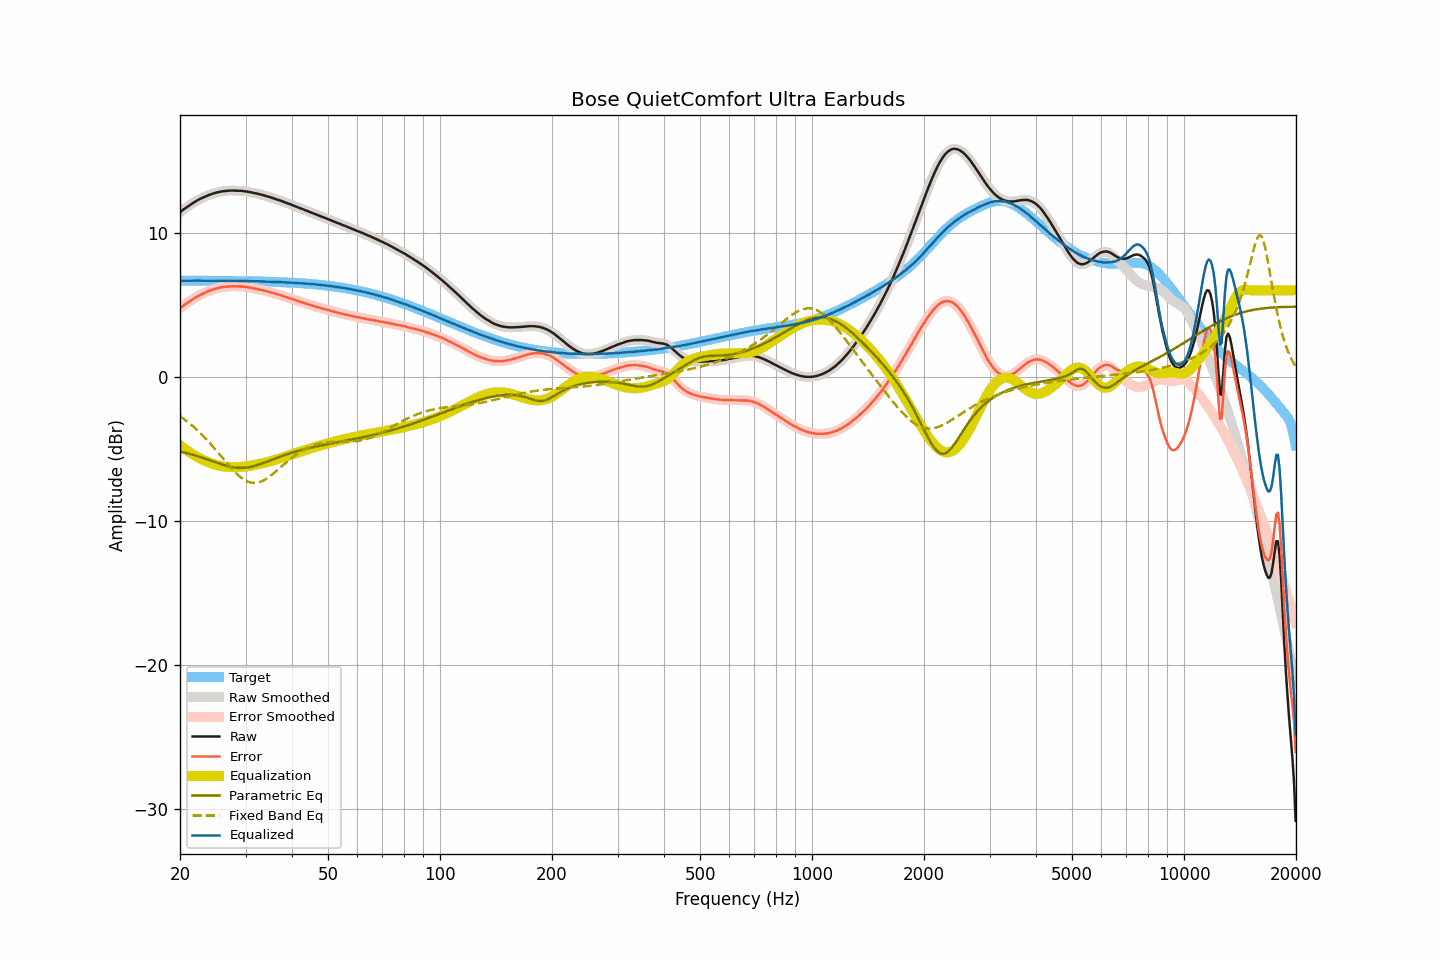 Bose QuietComfort Ultra Earbuds
Amplitude (dBr)
10
0
−10
−20
−30
Target
Raw Smoothed
Error Smoothed
Raw
Error
Equalization
Parametric Eq
Fixed Band Eq
Equalized
20 50 100 200 500 1000 2000 5000 10000 20000
Frequency (Hz)